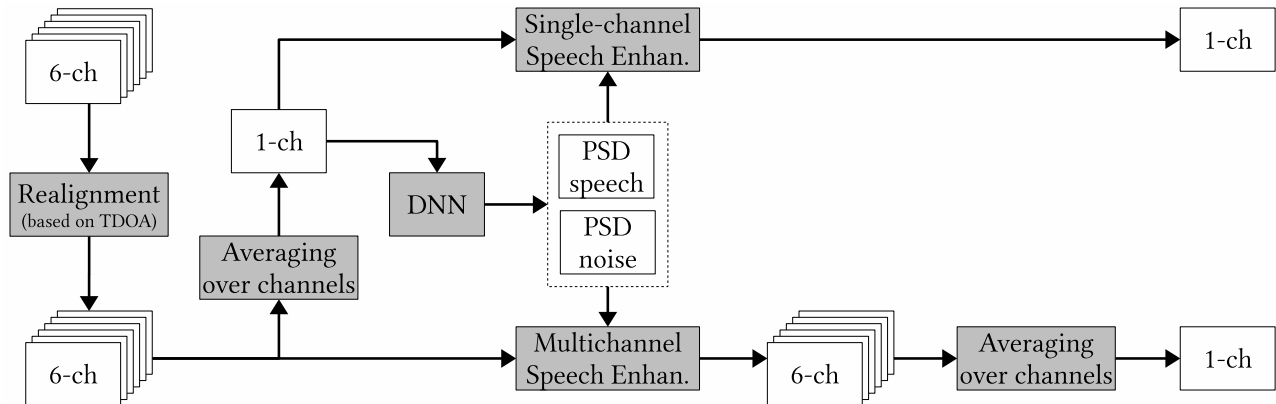 6-ch
Single-channel
Speech Enhan.
1-ch
1-ch
PSD
speech
Realignment
(based on TDOA)
DNN
PSD
noise
Averaging
over channels
6-ch
Multichannel
Speech Enhan.
6-ch
Averaging
over channels
1-ch